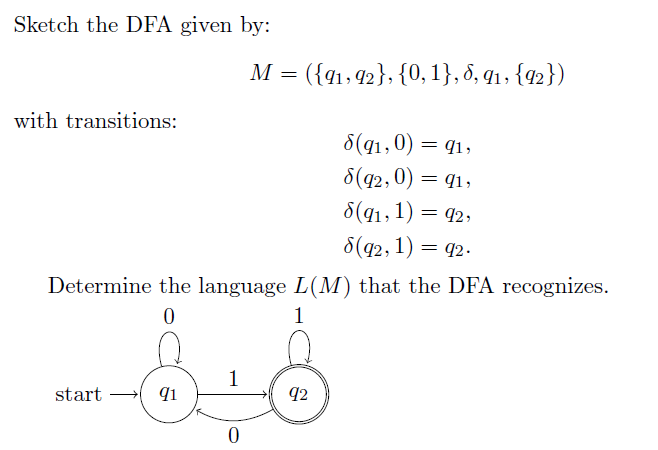 Sketch the DFA given by:
M = ({q₁, q₂}, {0, 1}, δ, q₁, {q₂})
with transitions:
δ(q₁, 0) = q₁,
δ(q₂, 0) = q₁,
δ(q₁, 1) = q₂,
δ(q₂, 1) = q₂.
Determine the language L(M) that the DFA recognizes.
0 1
start q₁ 1 q₂
0